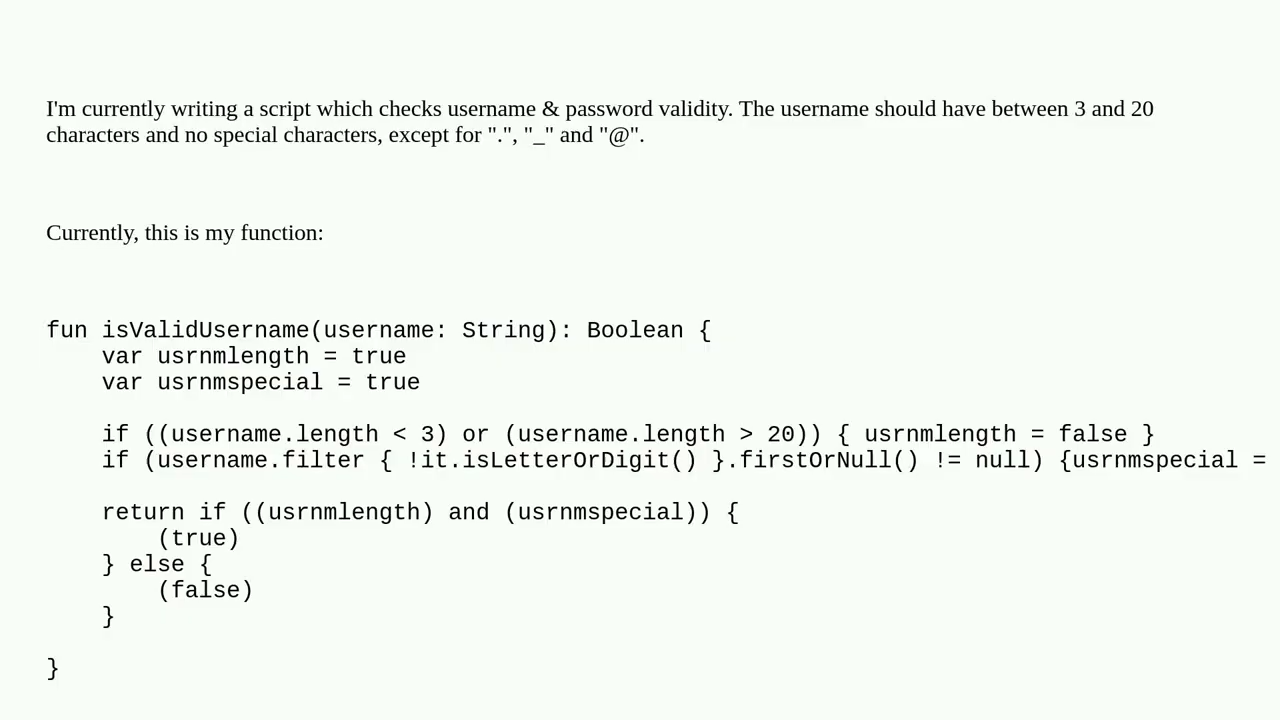 I'm currently writing a script which checks username & password validity. The username should have between 3 and 20
characters and no special characters, except for ".", "_" and "@".
Currently, this is my function:
fun isValidUsername(username: String): Boolean {
    var usrnmlength = true
    var usrnmspecial = true
    if ((username.length < 3) or (username.length > 20)) { usrnmlength = false }
    if (username.filter { !it.isLetterOrDigit() }.firstOrNull() != null) {usrnmspecial =
    return if ((usrnmlength) and (usrnmspecial)) {
        (true)
    } else {
        (false)
    }
}